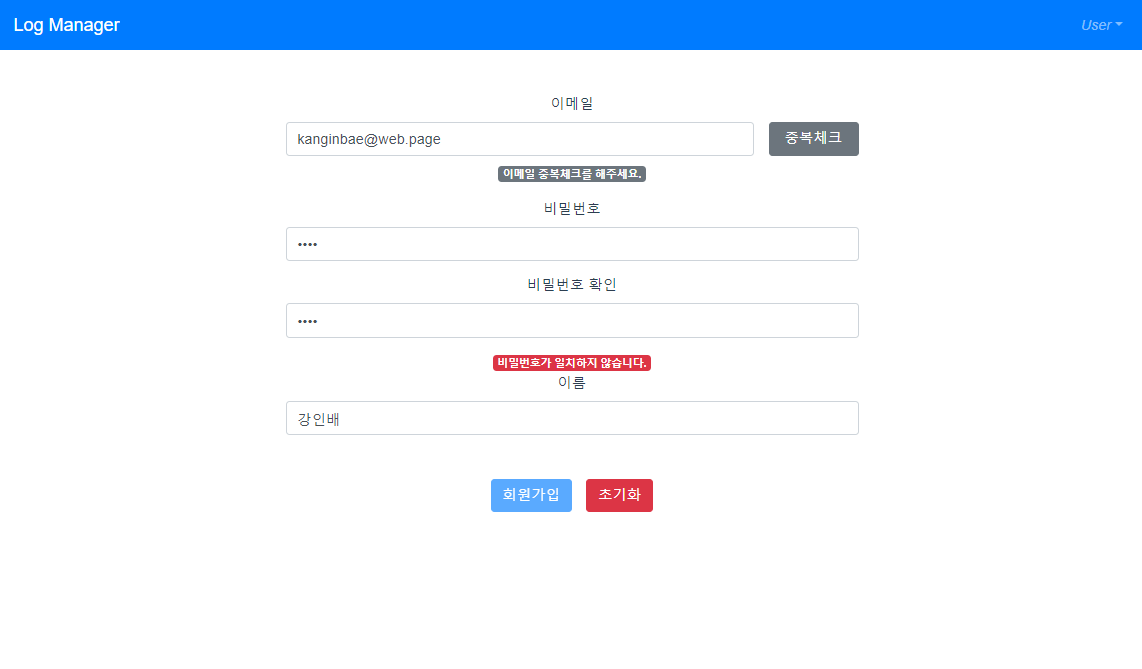 Log Manager
User
이메일
kanginbae@web.page
중복체크
이메일 중복체크를 해주세요.
비밀번호
••••
비밀번호 확인
••••
비밀번호가 일치하지 않습니다.
이름
강인배
회원가입
초기화